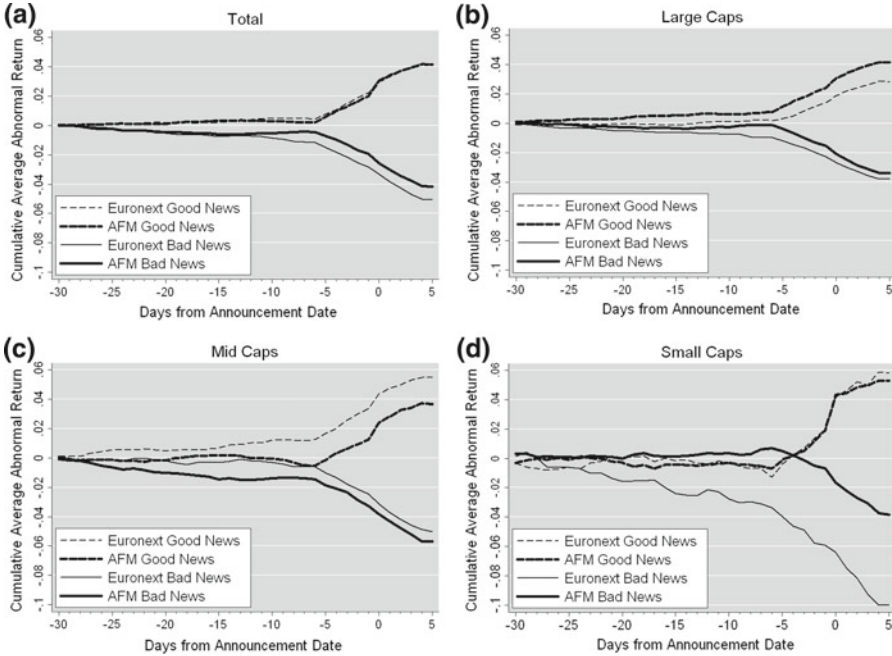 (a)
Total
Cumulative Average Abnormal Return
.06
.04
.02
0
-.02
-.04
-.06
-.08
-.1
Euronext Good News
AFM Good News
Euronext Bad News
AFM Bad News
-30 -25 -20 -15 -10 -5 0 5
Days from Announcement Date
(b)
Large Caps
Cumulative Average Abnormal Return
.06
.04
.02
0
-.02
-.04
-.06
-.08
-.1
Euronext Good News
AFM Good News
Euronext Bad News
AFM Bad News
-30 -25 -20 -15 -10 -5 0 5
Days from Announcement Date
(c)
Mid Caps
Cumulative Average Abnormal Return
.06
.04
.02
0
-.02
-.04
-.06
-.08
-.1
Euronext Good News
AFM Good News
Euronext Bad News
AFM Bad News
-30 -25 -20 -15 -10 -5 0 5
Days from Announcement Date
(d)
Small Caps
Cumulative Average Abnormal Return
.06
.04
.02
0
-.02
-.04
-.06
-.08
-.1
Euronext Good News
AFM Good News
Euronext Bad News
AFM Bad News
-30 -25 -20 -15 -10 -5 0 5
Days from Announcement Date